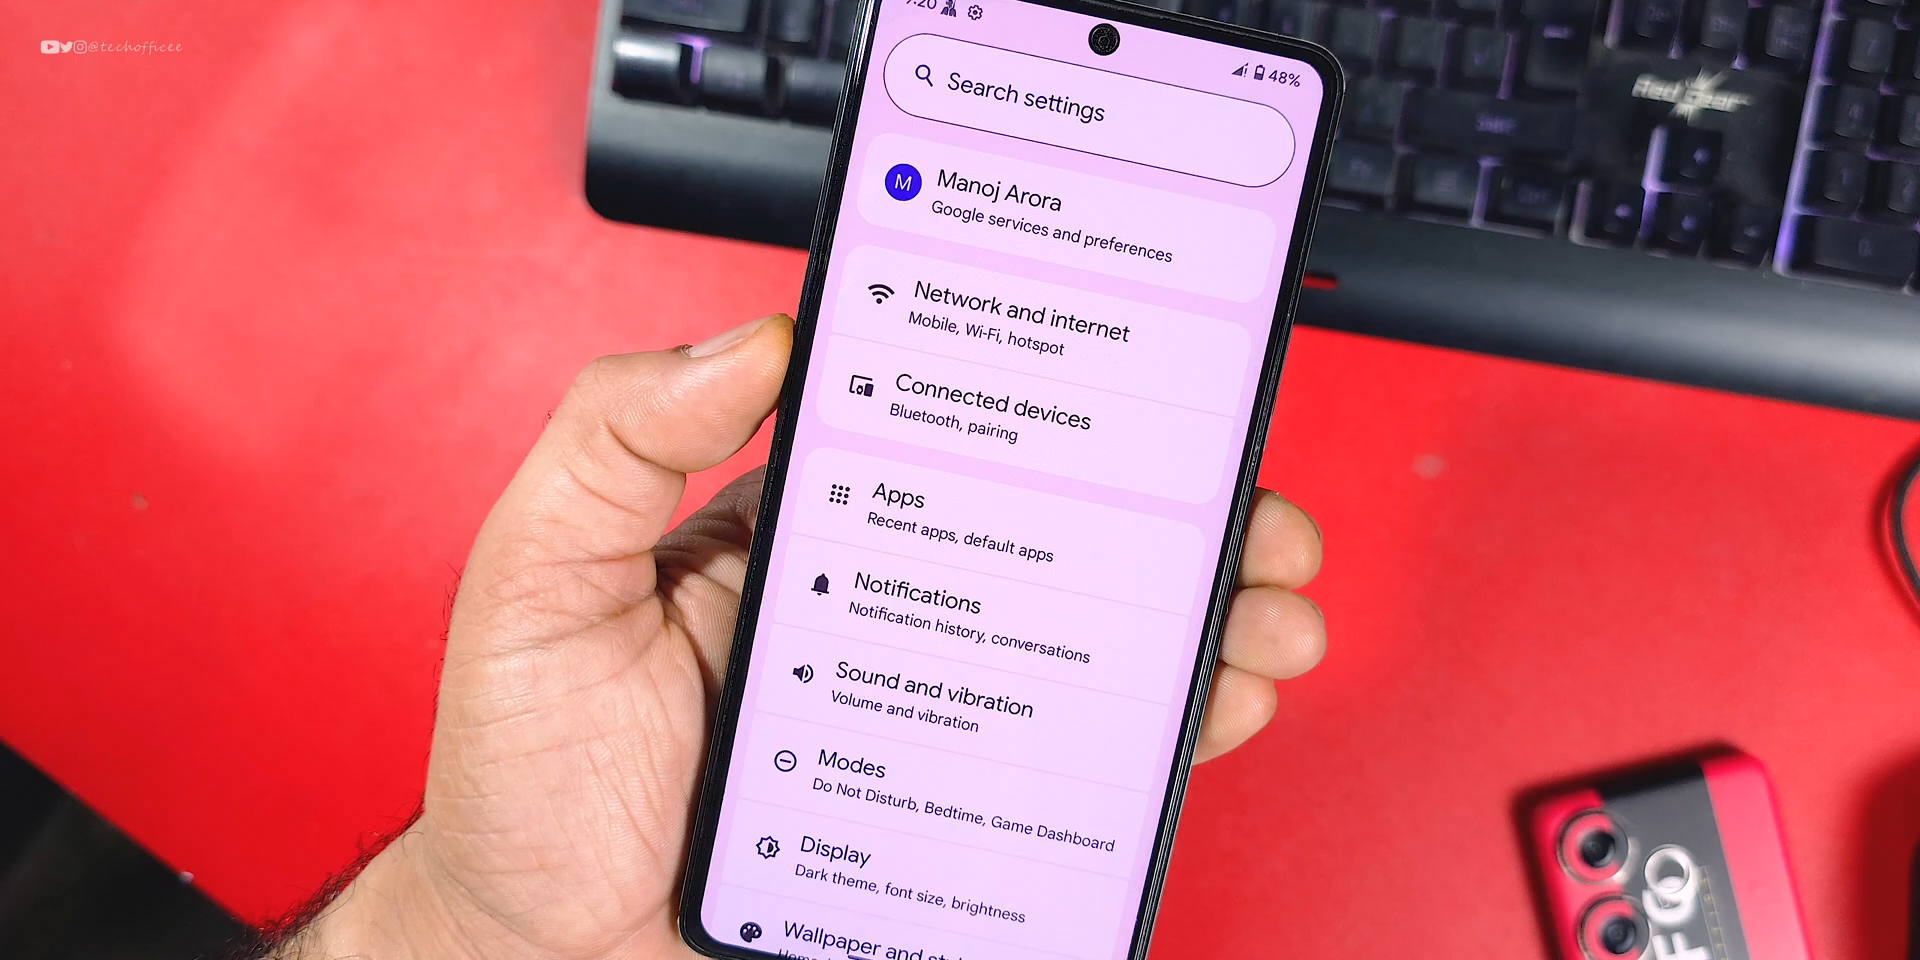 @techofficee
48%
Search settings
M
Manoj Arora
Google services and preferences
Network and internet
Mobile, Wi-Fi, hotspot
Connected devices
Bluetooth, pairing
Apps
Recent apps, default apps
Notifications
Notification history, conversations
Sound and vibration
Volume and vibration
Modes
Do Not Disturb, Bedtime, Game Dashboard
Display
Dark theme, font size, brightness
Wallpaper and
Red Gear